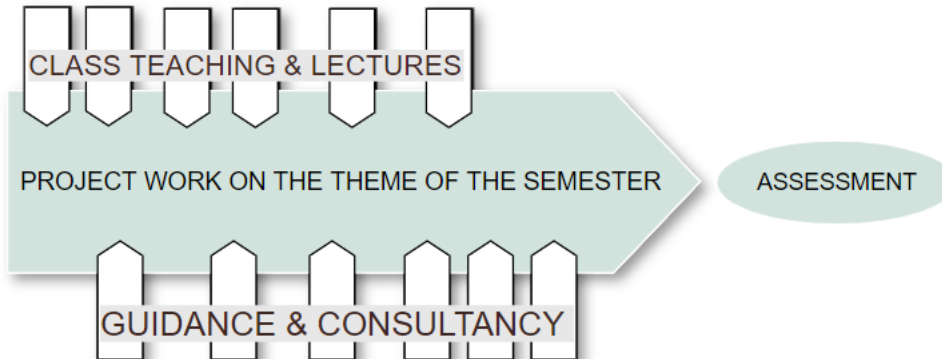 CLASS TEACHING & LECTURES
PROJECT WORK ON THE THEME OF THE SEMESTER
ASSESSMENT
GUIDANCE & CONSULTANCY